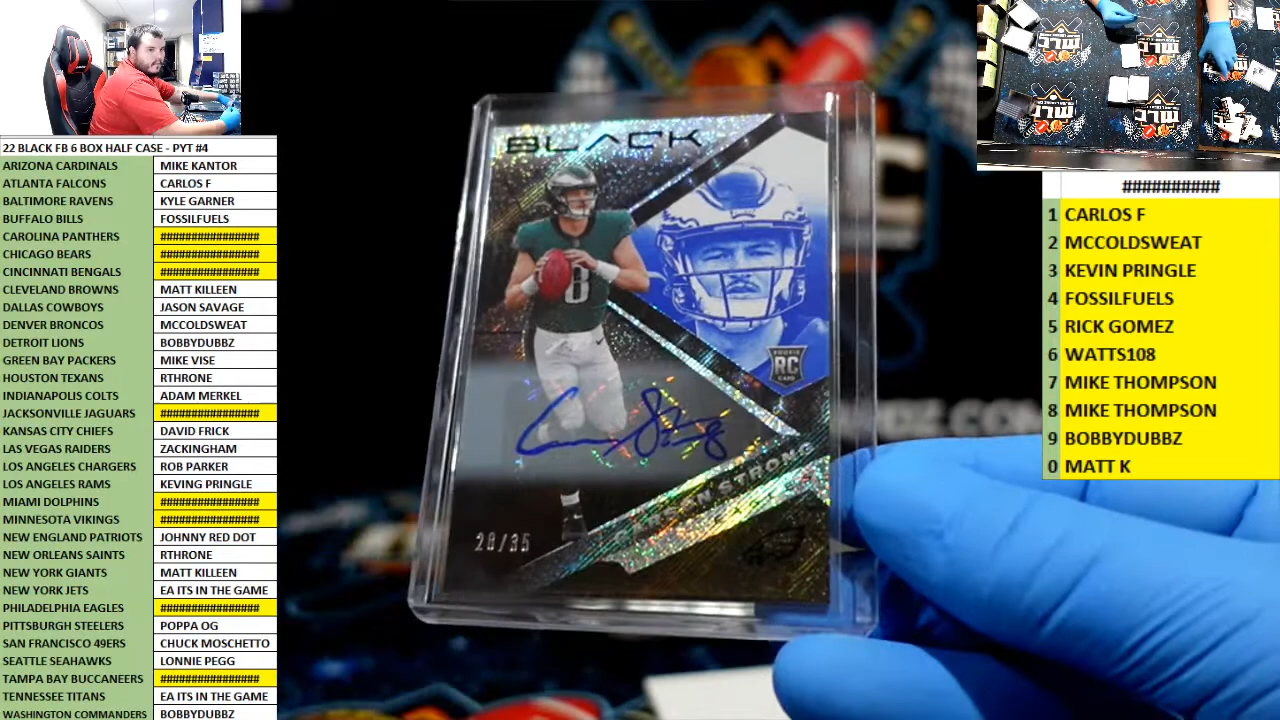 22 BLACK FB 6 BOX HALF CASE - PYT #4
ARIZONA CARDINALS MIKE KANTOR
ATLANTA FALCONS CARLOS F
BALTIMORE RAVENS KYLE GARNER
BUFFALO BILLS FOSSILFUELS
CAROLINA PANTHERS ################
CHICAGO BEARS ################
CINCINNATI BENGALS ################
CLEVELAND BROWNS MATT KILLEEN
DALLAS COWBOYS JASON SAVAGE
DENVER BRONCOS MCCOLDSWEAT
DETROIT LIONS BOBBYDUBBZ
GREEN BAY PACKERS MIKE VISE
HOUSTON TEXANS RTHRONE
INDIANAPOLIS COLTS ADAM MERKEL
JACKSONVILLE JAGUARS ################
KANSAS CITY CHIEFS DAVID FRICK
LAS VEGAS RAIDERS ZACKINGHAM
LOS ANGELES CHARGERS ROB PARKER
LOS ANGELES RAMS KEVING PRINGLE
MIAMI DOLPHINS ################
MINNESOTA VIKINGS ################
NEW ENGLAND PATRIOTS JOHNNY RED DOT
NEW ORLEANS SAINTS RTHRONE
NEW YORK GIANTS MATT KILLEEN
NEW YORK JETS EA ITS IN THE GAME
PHILADELPHIA EAGLES ################
PITTSBURGH STEELERS POPPA OG
SAN FRANCISCO 49ERS CHUCK MOSCHETTO
SEATTLE SEAHAWKS LONNIE PEGG
TAMPA BAY BUCCANEERS ################
TENNESSEE TITANS EA ITS IN THE GAME
WASHINGTON COMMANDERS BOBBYDUBBZ
BLACK
8
ROOKIE
RC
CARD
STRONG
28/35
##########
1 CARLOS F
2 MCCOLDSWEAT
3 KEVIN PRINGLE
4 FOSSILFUELS
5 RICK GOMEZ
6 WATTS108
7 MIKE THOMPSON
8 MIKE THOMPSON
9 BOBBYDUBBZ
0 MATT K